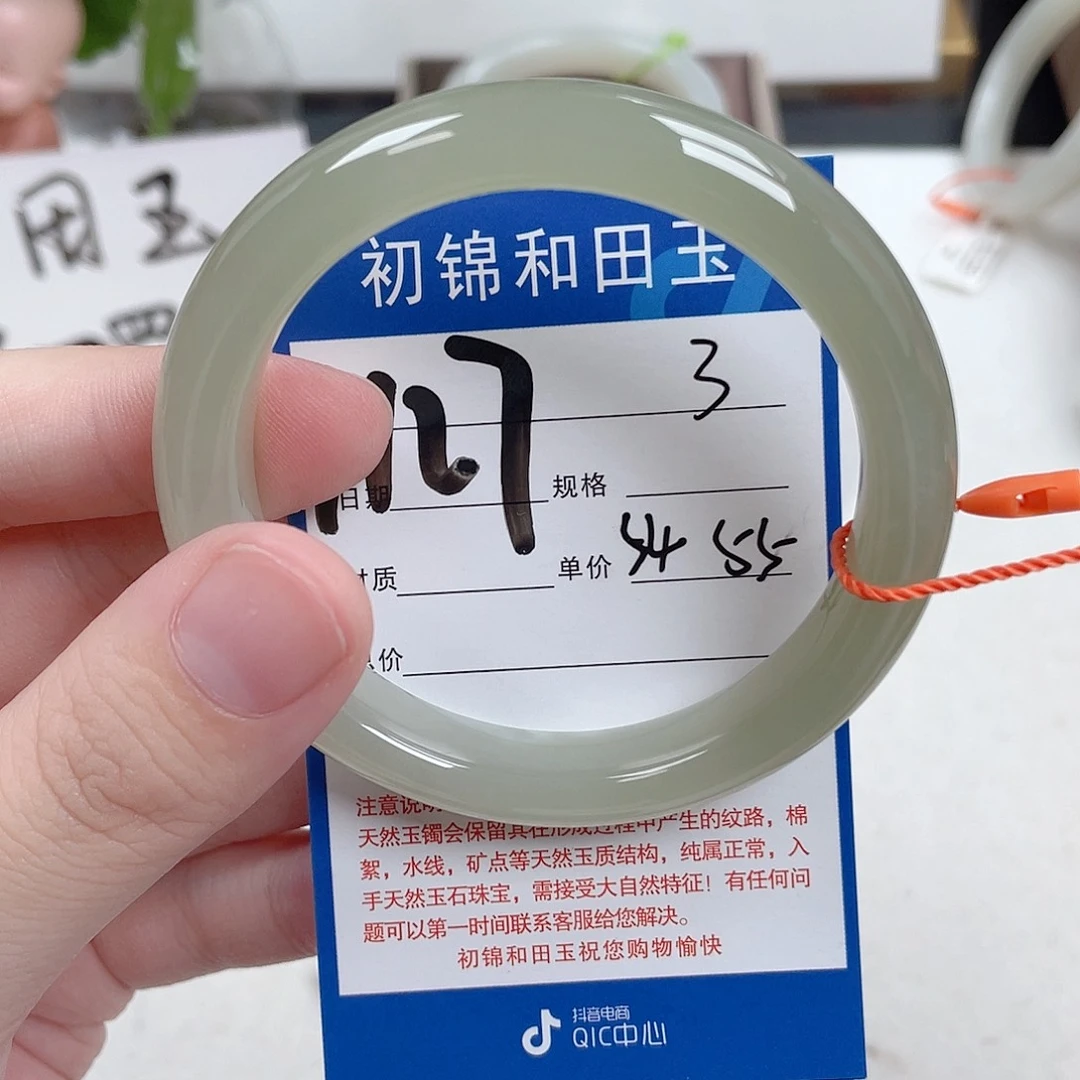 用玉
初锦和田玉
3
日期 规格
质 单价 54 55
价
注意说明
天然玉镯会保留其在形成过程中产生的纹路，棉
絮，水线，矿点等天然玉质结构，纯属正常，入
手天然玉石珠宝，需接受大自然特征！有任何问
题可以第一时间联系客服给您解决。
初锦和田玉祝您购物愉快
抖音电商
QIC中心